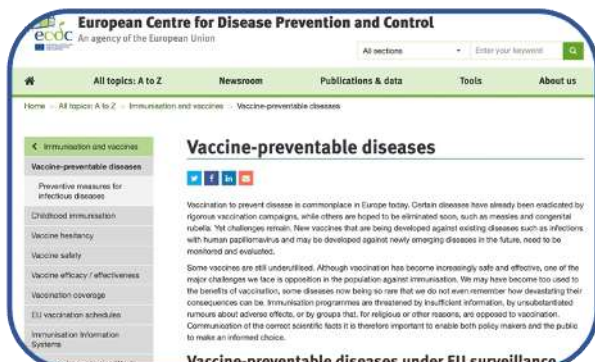 ecdc
European Centre for Disease Prevention and Control
An agency of the European Union
All sections
Enter your keyword
All topics: A to Z
Newsroom
Publications & data
Tools
About us
Home > All topics: A to Z > Immunisation and vaccines > Vaccine-preventable diseases
Immunisation and vaccines
Vaccine-preventable diseases
Preventive measures for
infectious diseases
Childhood immunisation
Vaccine hesitancy
Vaccine safety
Vaccine efficacy / effectiveness
Vaccination coverage
EU vaccination schedules
Immunisation Information
Systems
Vaccine-preventable diseases
Vaccination to prevent disease is commonplace in Europe today. Certain diseases have already been eradicated by
rigorous vaccination campaigns, while others are hoped to be eliminated soon, such as measles and congenital
rubella. Yet challenges remain. New vaccines that are being developed against existing diseases such as infections
with human papillomavirus and may be developed against newly emerging diseases in the future, need to be
monitored and evaluated.
Some vaccines are still underutilised. Although vaccination has become increasingly safe and effective, one of the
major challenges we face is opposition in the population against immunisation. We may have become too used to
the benefits of vaccination, some diseases now being so rare that we do not even remember how devastating their
consequences can be. Immunisation programmes are threatened by insufficient information, by unsubstantiated
rumours about adverse effects, or by groups that, for religious or other reasons, are opposed to vaccination.
Communication of the correct scientific facts it is therefore important to enable both policy makers and the public
to make an informed choice.
Vaccine-preventable diseases under EU surveillance